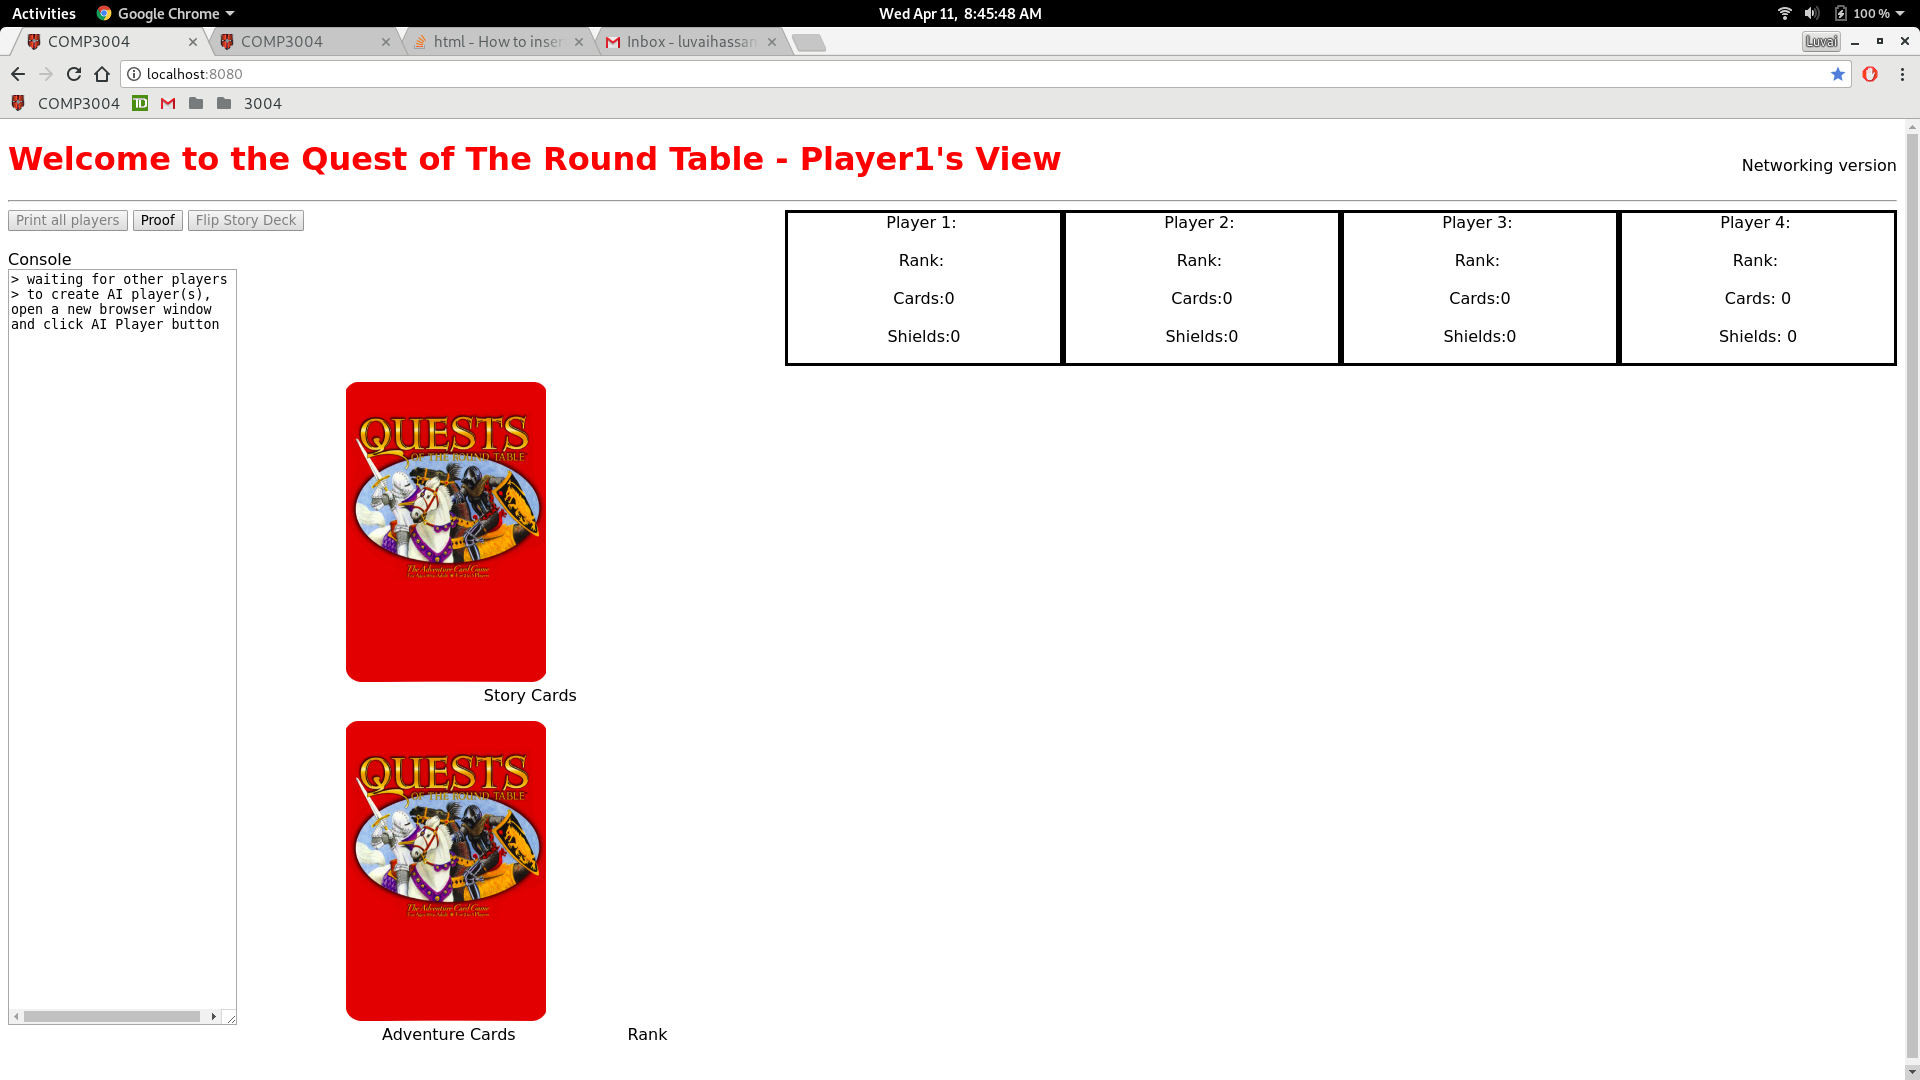 Activities Google Chrome Wed Apr 11, 8:45:48 AM 100 %
COMP3004 COMP3004 html - How to inser Inbox - luvaihassan Luvai
localhost:8080
COMP3004 TD 3004
Welcome to the Quest of The Round Table - Player1's View
Networking version
Print all players Proof Flip Story Deck
Console
> waiting for other players
> to create AI player(s),
open a new browser window
and click AI Player button
Player 1:
Rank:
Cards:0
Shields:0
Player 2:
Rank:
Cards:0
Shields:0
Player 3:
Rank:
Cards:0
Shields:0
Player 4:
Rank:
Cards: 0
Shields: 0
QUESTS
OF THE ROUND TABLE
The Adventure Card Game
Story Cards
QUESTS
OF THE ROUND TABLE
The Adventure Card Game
Adventure Cards Rank